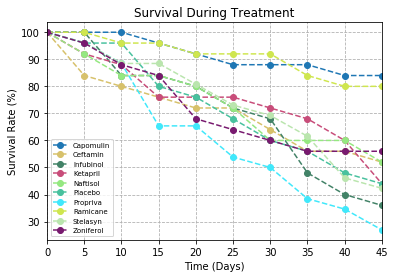 Survival During Treatment
Survival Rate (%)
100
90
80
70
60
50
40
30
Capomulin
Ceftamin
Infubinol
Ketapril
Naftisol
Placebo
Propriva
Ramicane
Stelasyn
Zoniferol
0 5 10 15 20 25 30 35 40 45
Time (Days)